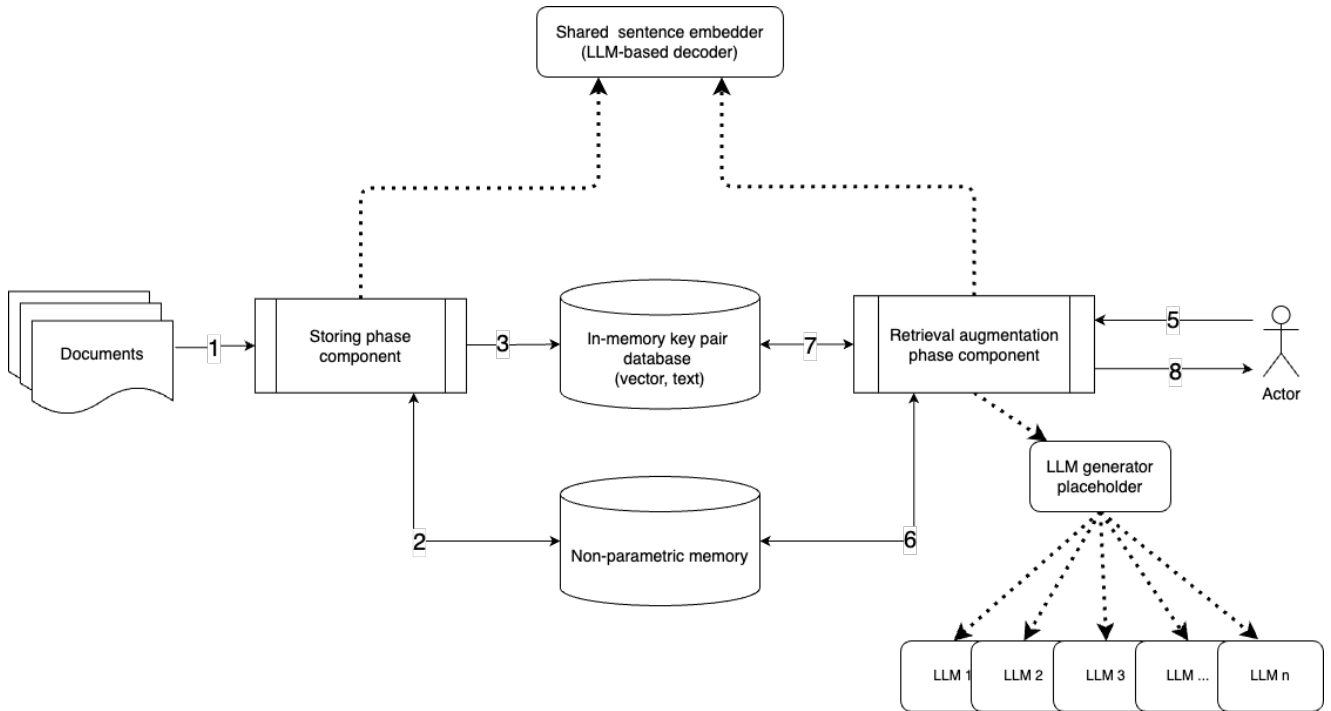 Shared sentence embedder
(LLM-based decoder)
Documents
1
Storing phase
component
3
In-memory key pair
database
(vector, text)
7
Retrieval augmentation
phase component
5
8
Actor
LLM generator
placeholder
2
Non-parametric memory
6
LLM 1
LLM 2
LLM 3
LLM ...
LLM n